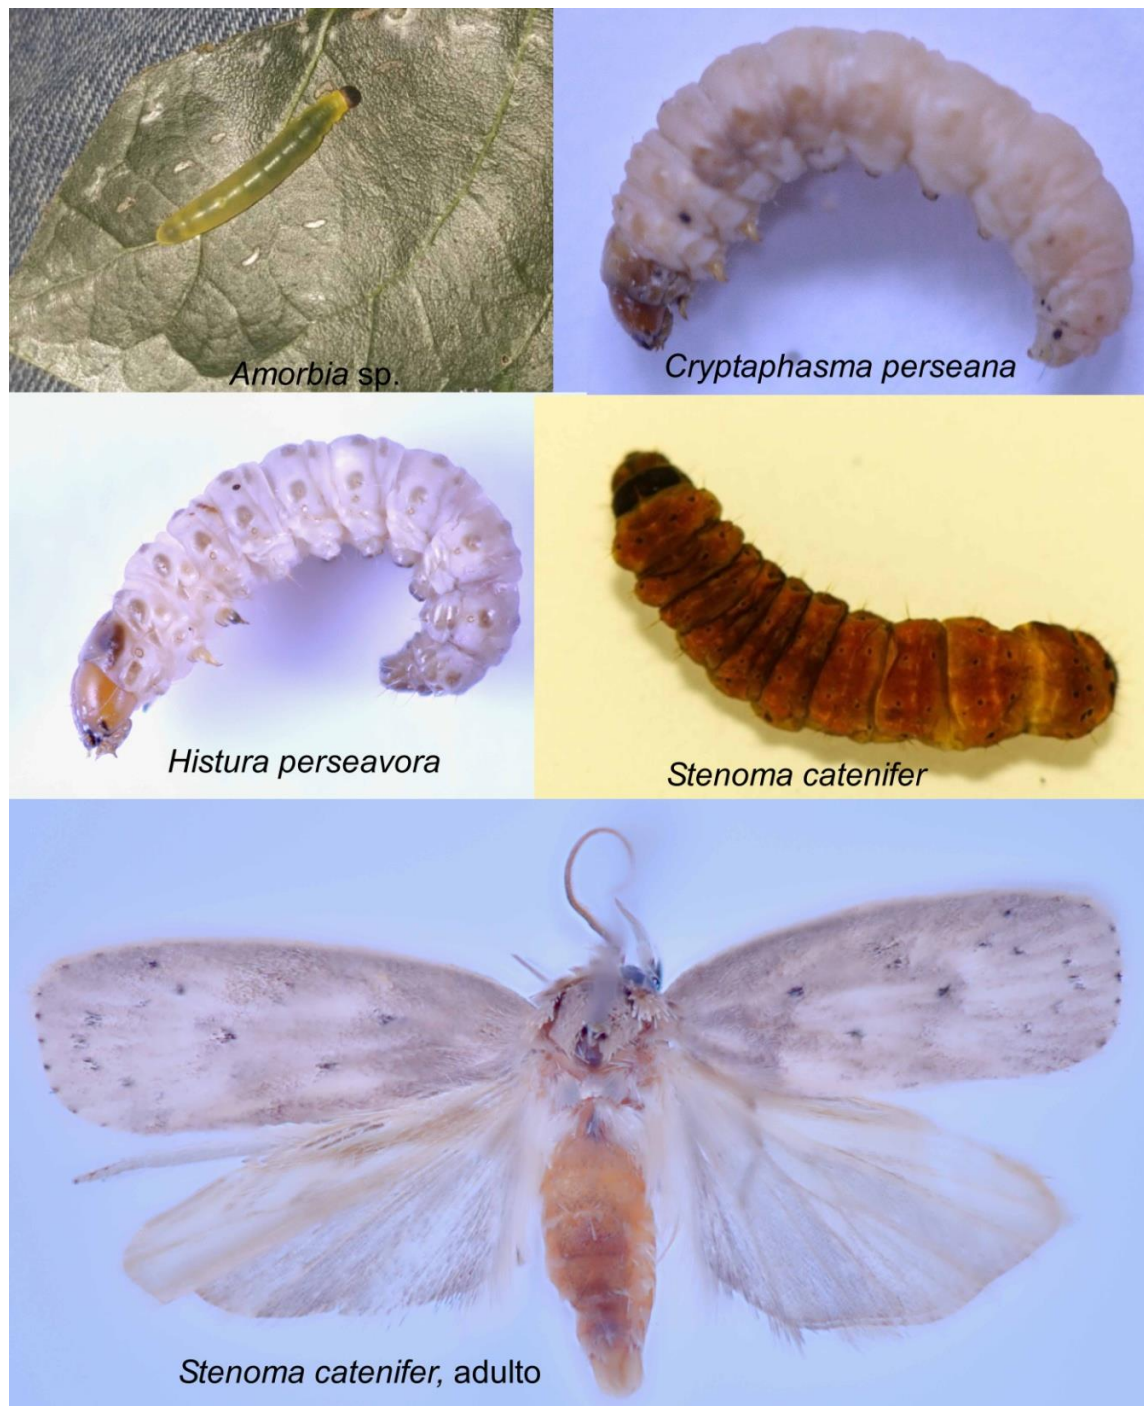 Amorbia sp.
Cryptaphasma perseana
Histura perseavora
Stenoma catenifer
Stenoma catenifer, adulto